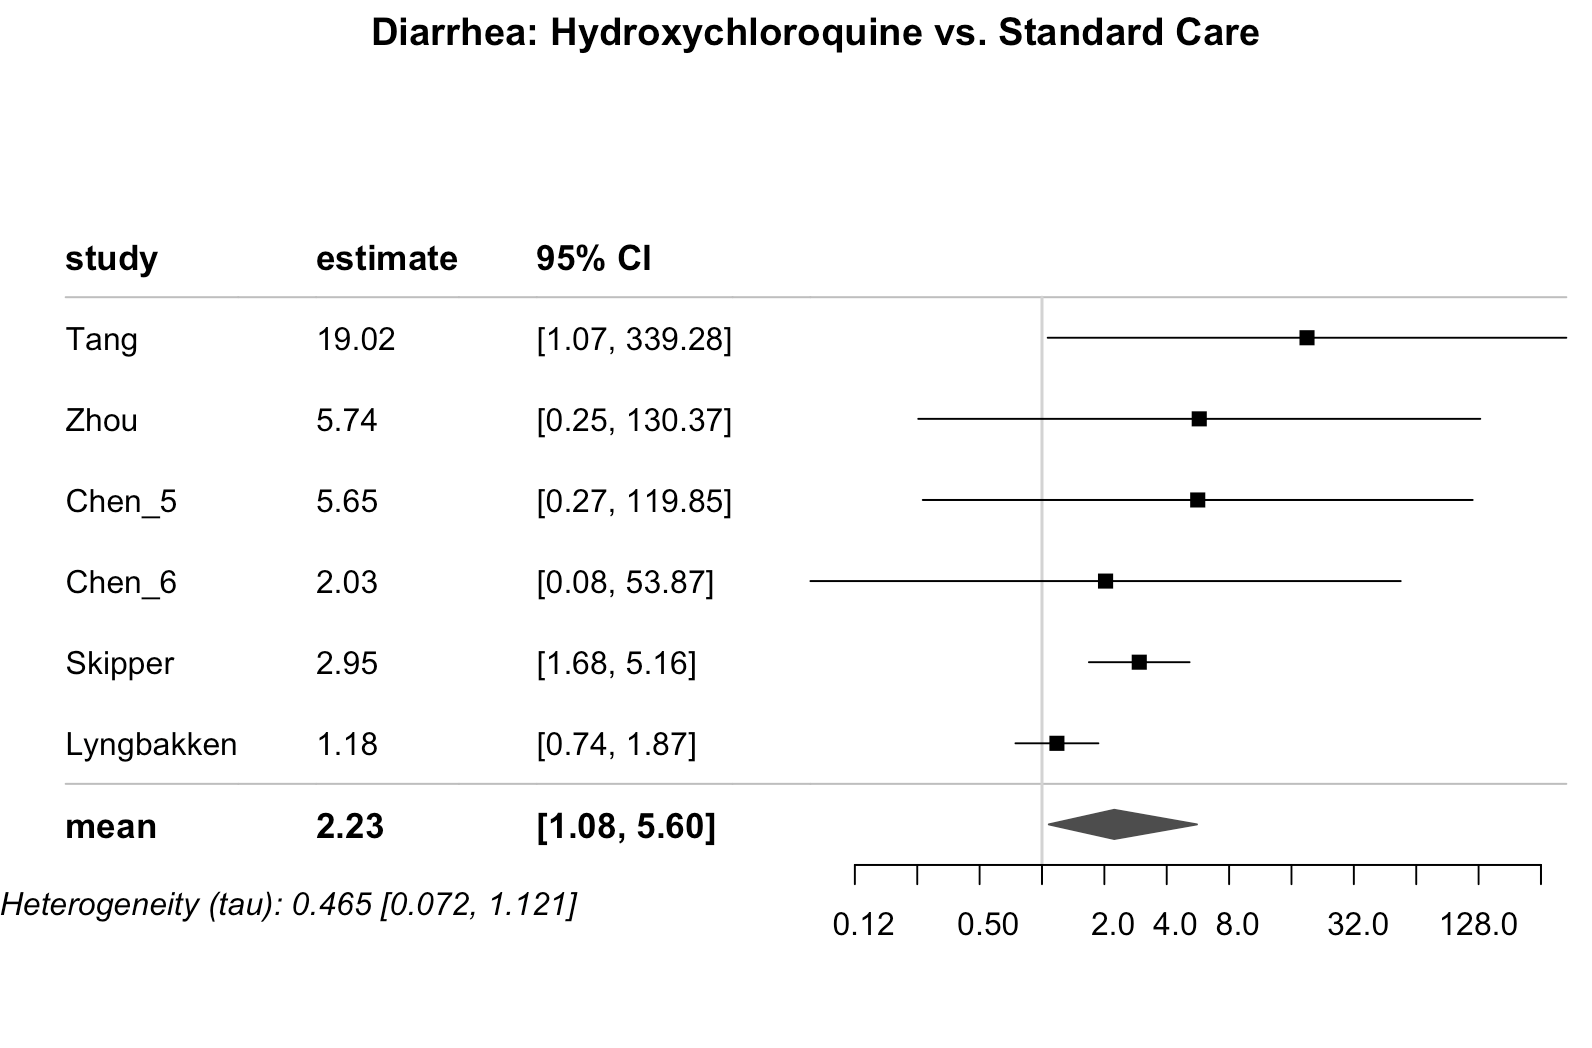 Diarrhea: Hydroxychloroquine vs. Standard Care
study estimate 95% CI
Tang 19.02 [1.07, 339.28]
Zhou 5.74 [0.25, 130.37]
Chen_5 5.65 [0.27, 119.85]
Chen_6 2.03 [0.08, 53.87]
Skipper 2.95 [1.68, 5.16]
Lyngbakken 1.18 [0.74, 1.87]
mean 2.23 [1.08, 5.60]
Heterogeneity (tau): 0.465 [0.072, 1.121]
0.12 0.50 2.0 4.0 8.0 32.0 128.0